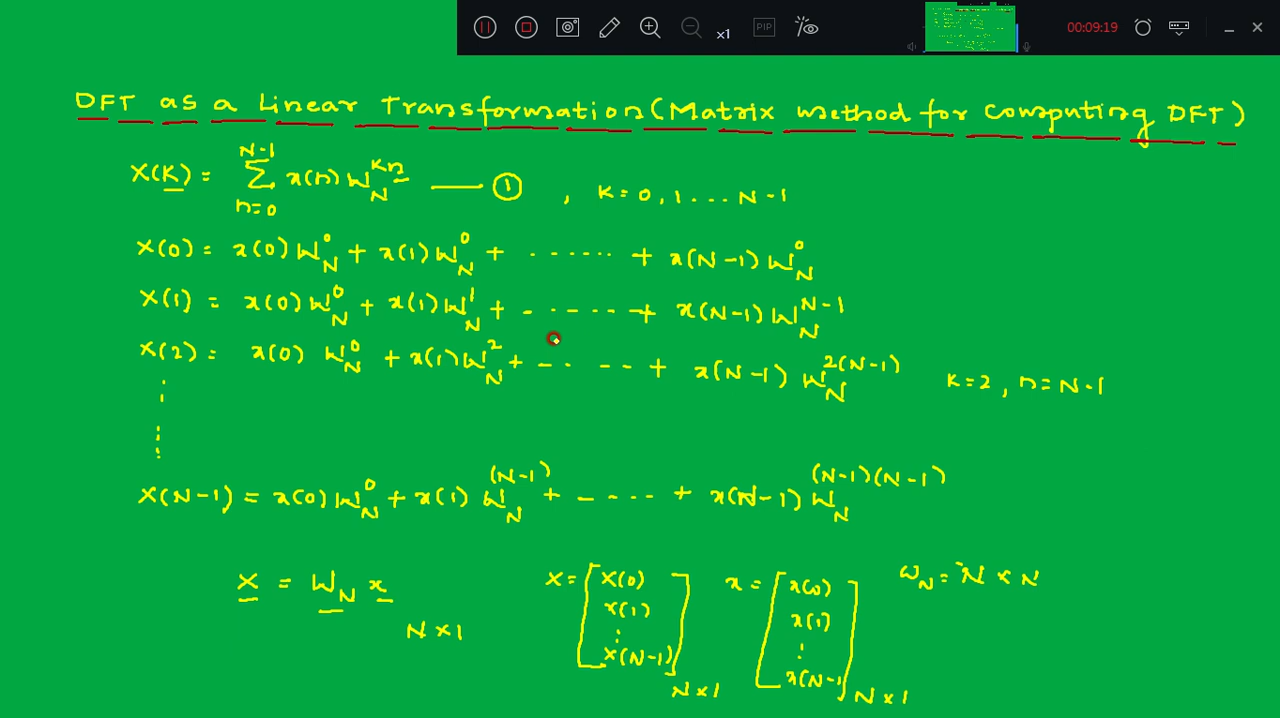 x1 PIP 00:09:19
DFT as a Linear Transformation (Matrix method for computing DFT)
X(K) = Σ_{n=0}^{N-1} x(n) W_N^{Kn} —— ① , K = 0, 1 ... N-1
X(0) = x(0) W_N^0 + x(1) W_N^0 + ...... + x(N-1) W_N^0
X(1) = x(0) W_N^0 + x(1) W_N^1 + ...... + x(N-1) W_N^{N-1}
X(2) = x(0) W_N^0 + x(1) W_N^2 + ...... + x(N-1) W_N^{2(N-1)} K=2, n=N-1
X(N-1) = x(0) W_N^0 + x(1) W_N^{(N-1)} + ...... + x(N-1) W_N^{(N-1)(N-1)}
X = W_N x
N×1
X = [X(0) X(1) ⋮ X(N-1)] N×1
x = [x(0) x(1) ⋮ x(N-1] N×1
W_N = N × N